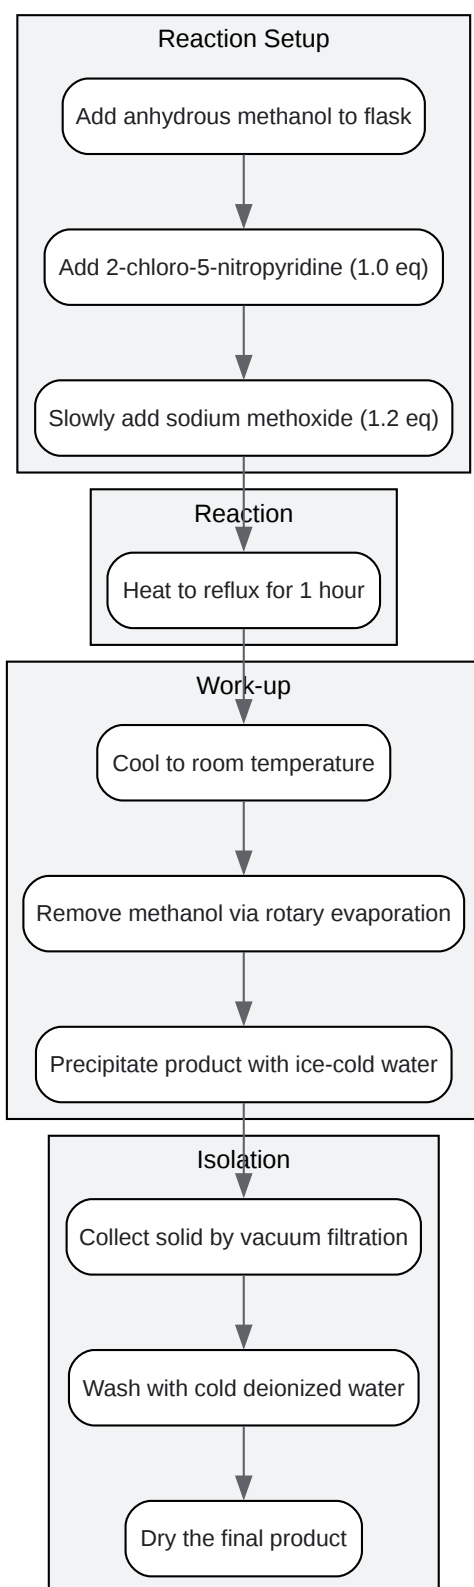 Reaction Setup
Add anhydrous methanol to flask
Add 2-chloro-5-nitropyridine (1.0 eq)
Slowly add sodium methoxide (1.2 eq)
Reaction
Heat to reflux for 1 hour
Work-up
Cool to room temperature
Remove methanol via rotary evaporation
Precipitate product with ice-cold water
Isolation
Collect solid by vacuum filtration
Wash with cold deionized water
Dry the final product